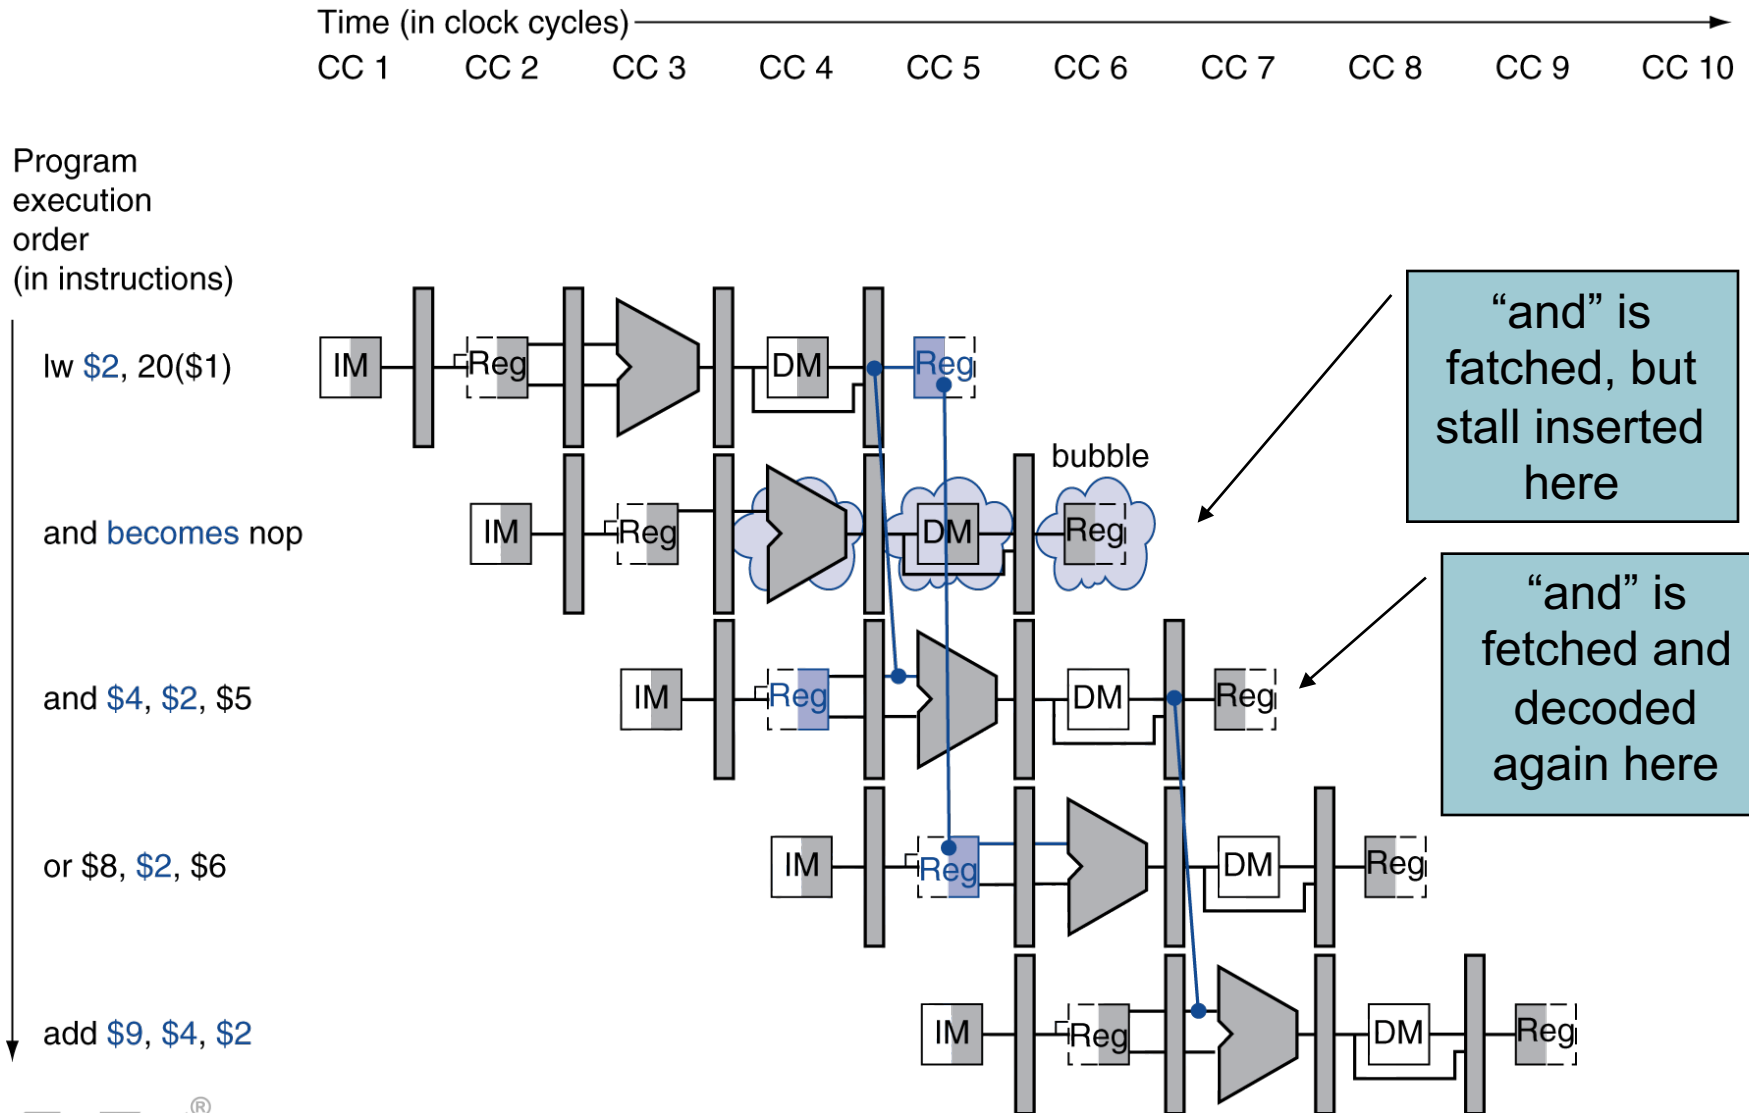 Time (in clock cycles)
CC 1 CC 2 CC 3 CC 4 CC 5 CC 6 CC 7 CC 8 CC 9 CC 10
Program
execution
order
(in instructions)
lw $2, 20($1)
IM Reg DM Reg
“and” is
fatched, but
stall inserted
here
bubble
and becomes nop
IM Reg DM Reg
“and” is
fetched and
decoded
again here
and $4, $2, $5
IM Reg DM Reg
or $8, $2, $6
IM Reg DM Reg
add $9, $4, $2
IM Reg DM Reg
®